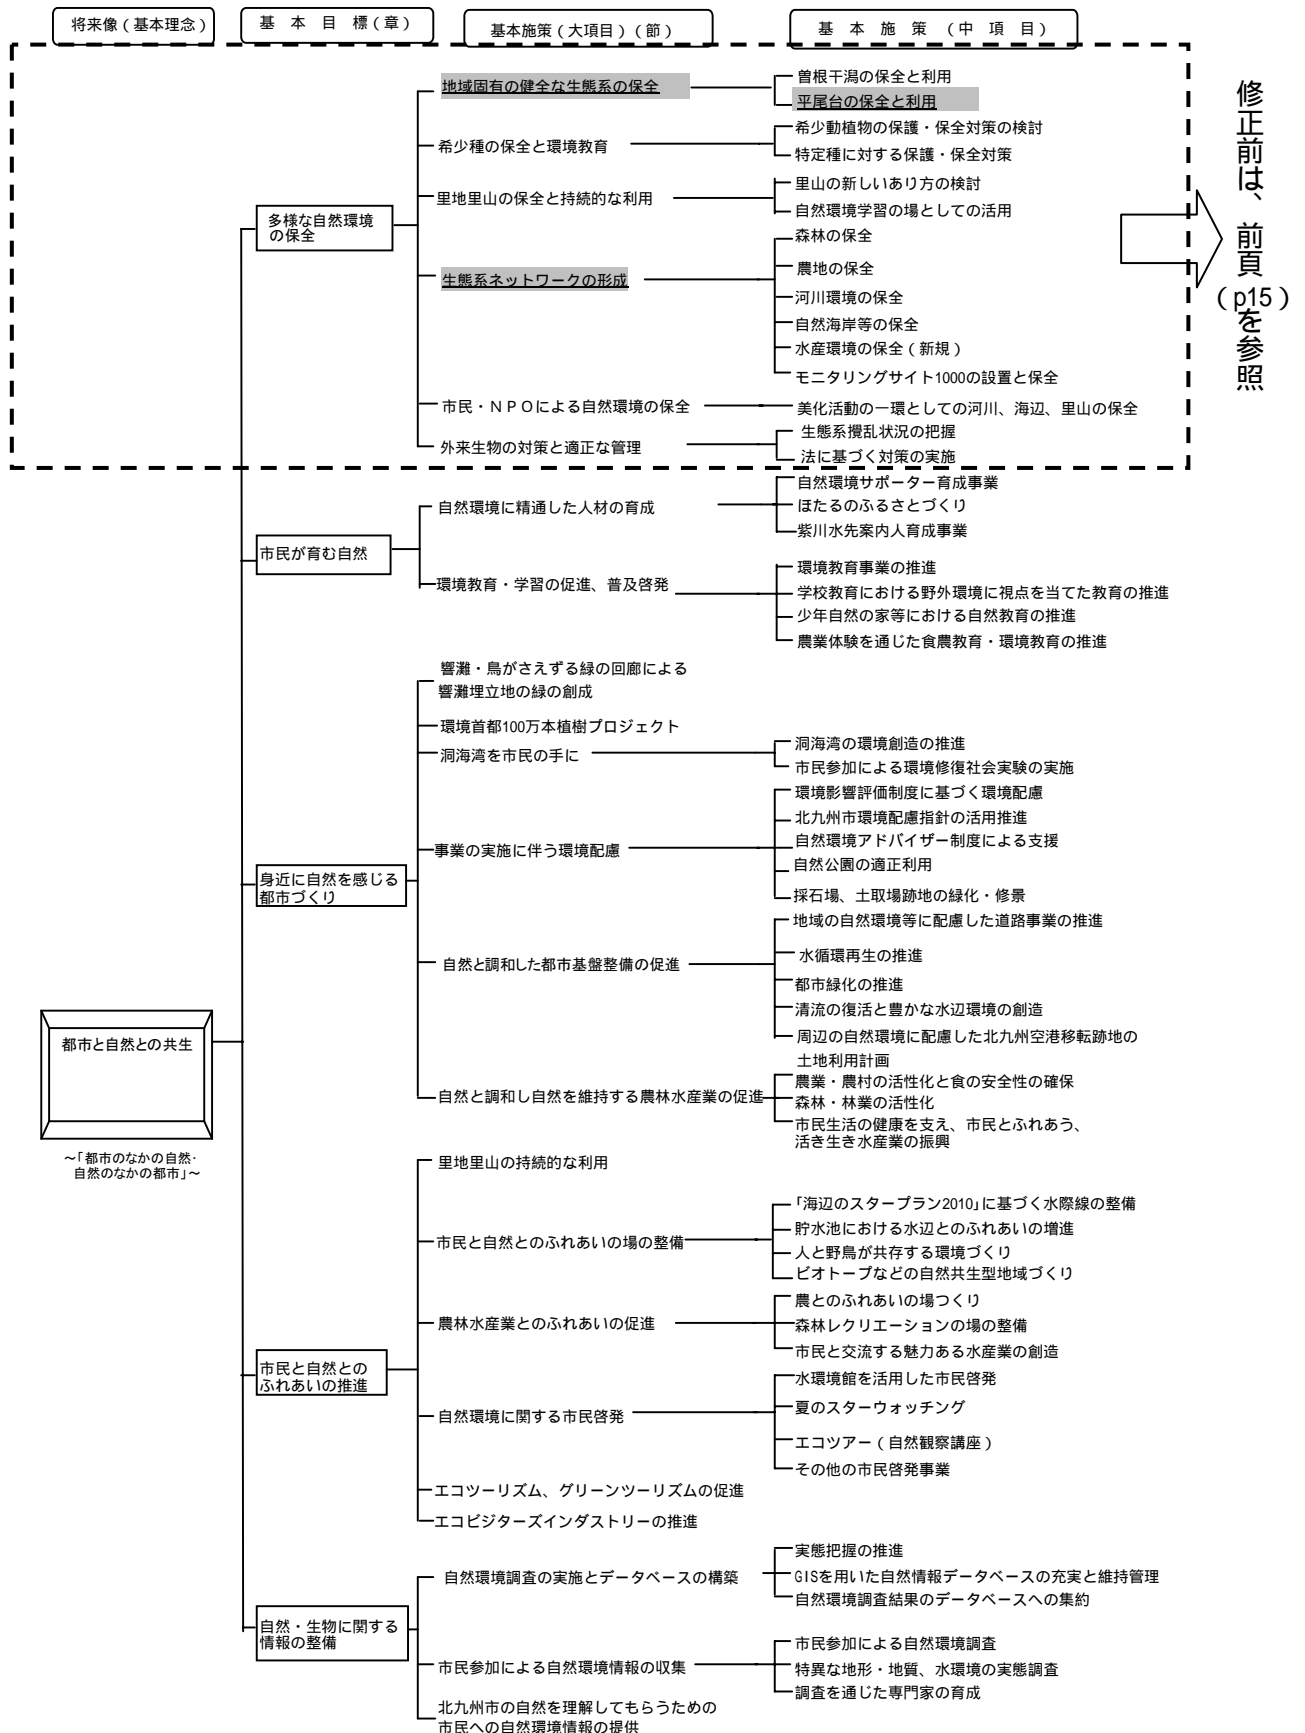 将来像(基本理念)
基 本 目 標(章)
基本施策(大項目)(節)
基 本 施 策 (中 項 目)
修正前は、前頁(p15)を参照
多様な自然環境
の保全
地域固有の健全な生態系の保全
曽根干潟の保全と利用
平尾台の保全と利用
希少種の保全と環境教育
希少動植物の保護・保全対策の検討
特定種に対する保護・保全対策
里地里山の保全と持続的な利用
里山の新しいあり方の検討
自然環境学習の場としての活用
生態系ネットワークの形成
森林の保全
農地の保全
河川環境の保全
自然海岸等の保全
水産環境の保全(新規)
モニタリングサイト1000の設置と保全
市民・NPOによる自然環境の保全
美化活動の一環としての河川、海辺、里山の保全
外来生物の対策と適正な管理
生態系攪乱状況の把握
法に基づく対策の実施
市民が育む自然
自然環境に精通した人材の育成
自然環境サポーター育成事業
ほたるのふるさとづくり
紫川水先案内人育成事業
環境教育・学習の促進、普及啓発
環境教育事業の推進
学校教育における野外環境に視点を当てた教育の推進
少年自然の家等における自然教育の推進
農業体験を通じた食農教育・環境教育の推進
身近に自然を感じる
都市づくり
響灘・鳥がさえずる緑の回廊による
響灘埋立地の緑の創成
環境首都100万本植樹プロジェクト
洞海湾を市民の手に
洞海湾の環境創造の推進
市民参加による環境修復社会実験の実施
事業の実施に伴う環境配慮
環境影響評価制度に基づく環境配慮
北九州市環境配慮指針の活用推進
自然環境アドバイザー制度による支援
自然公園の適正利用
採石場、土取場跡地の緑化・修景
自然と調和した都市基盤整備の促進
地域の自然環境等に配慮した道路事業の推進
水循環再生の推進
都市緑化の推進
清流の復活と豊かな水辺環境の創造
周辺の自然環境に配慮した北九州空港移転跡地の
土地利用計画
自然と調和し自然を維持する農林水産業の促進
農業・農村の活性化と食の安全性の確保
森林・林業の活性化
市民生活の健康を支え、市民とふれあう、
活き生き水産業の振興
都市と自然との共生
~「都市のなかの自然・
自然のなかの都市」~
市民と自然との
ふれあいの推進
里地里山の持続的な利用
市民と自然とのふれあいの場の整備
「海辺のスタープラン2010」に基づく水際線の整備
貯水池における水辺とのふれあいの増進
人と野鳥が共存する環境づくり
ビオトープなどの自然共生型地域づくり
農林水産業とのふれあいの促進
農とのふれあいの場つくり
森林レクリエーションの場の整備
市民と交流する魅力ある水産業の創造
自然環境に関する市民啓発
水環境館を活用した市民啓発
夏のスターウォッチング
エコツアー(自然観察講座)
その他の市民啓発事業
エコツーリズム、グリーンツーリズムの促進
エコビジターズインダストリーの推進
自然・生物に関する
情報の整備
自然環境調査の実施とデータベースの構築
実態把握の推進
GISを用いた自然情報データベースの充実と維持管理
自然環境調査結果のデータベースへの集約
市民参加による自然環境情報の収集
市民参加による自然環境調査
特異な地形・地質、水環境の実態調査
調査を通じた専門家の育成
北九州市の自然を理解してもらうための
市民への自然環境情報の提供